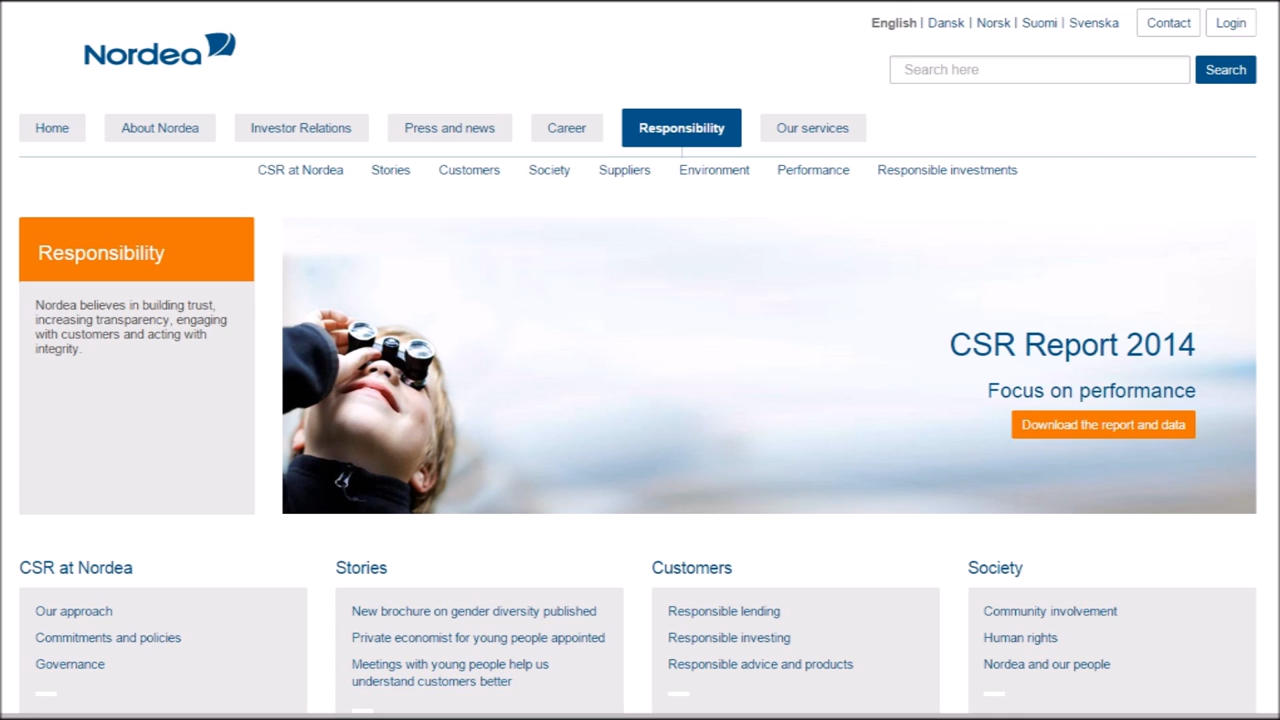 English | Dansk | Norsk | Suomi | Svenska Contact Login
Nordea
Search here Search
Home About Nordea Investor Relations Press and news Career Responsibility Our services
CSR at Nordea Stories Customers Society Suppliers Environment Performance Responsible investments
Responsibility
Nordea believes in building trust,
increasing transparency, engaging
with customers and acting with
integrity.
CSR Report 2014
Focus on performance
Download the report and data
CSR at Nordea
Our approach
Commitments and policies
Governance
Stories
New brochure on gender diversity published
Private economist for young people appointed
Meetings with young people help us
understand customers better
Customers
Responsible lending
Responsible investing
Responsible advice and products
Society
Community involvement
Human rights
Nordea and our people